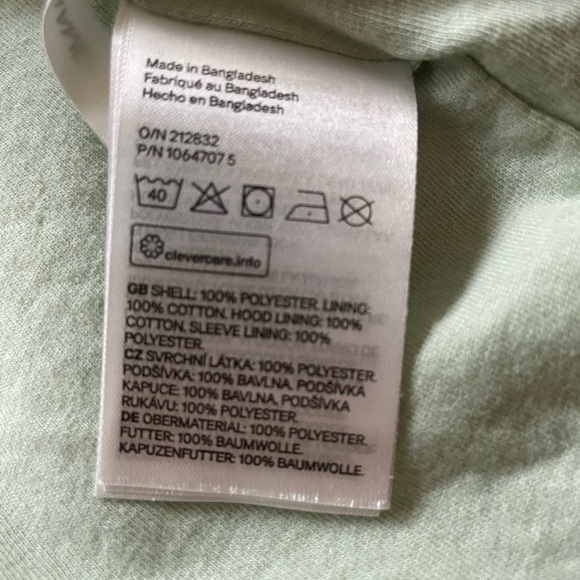 Made in Bangladesh
Fabriqué au Bangladesh
Hecho en Bangladesh
O/N 212832
P/N 1064707 5
40
clevercare.info
GB SHELL: 100% POLYESTER. LINING:
100% COTTON. HOOD LINING: 100%
COTTON. SLEEVE LINING: 100%
POLYESTER.
CZ SVRCHNÍ LÁTKA: 100% POLYESTER.
PODŠÍVKA: 100% BAVLNA. PODŠÍVKA
KAPUCE: 100% BAVLNA. PODŠÍVKA
RUKÁVU: 100% POLYESTER.
DE OBERMATERIAL: 100% POLYESTER.
FUTTER: 100% BAUMWOLLE.
KAPUZENFUTTER: 100% BAUMWOLLE.